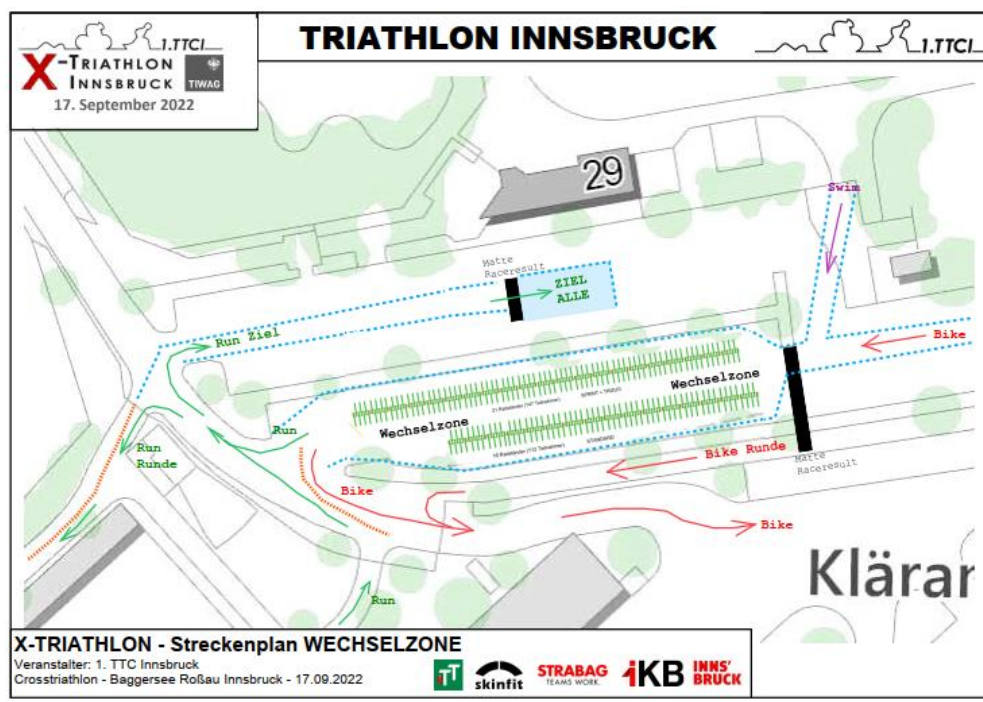 1.TTCI
X-TRIATHLON
INNSBRUCK
TIWAG
17. September 2022
TRIATHLON INNSBRUCK
1.TTCI
29
Swim
Matte
Raceresult
ZIEL
ALLE
Run Ziel
Bike
Wechselzone
Wechselzone
STANDARD
Run
Run
Runde
Bike Runde
Matte
Raceresult
Bike
Bike
Klärar
Run
X-TRIATHLON - Streckenplan WECHSELZONE
Veranstalter: 1. TTC Innsbruck
Crosstriathlon - Baggersee Roßau Innsbruck - 17.09.2022
skinfit
STRABAG
TEAMS WORK.
iKB
INNS'
BRUCK